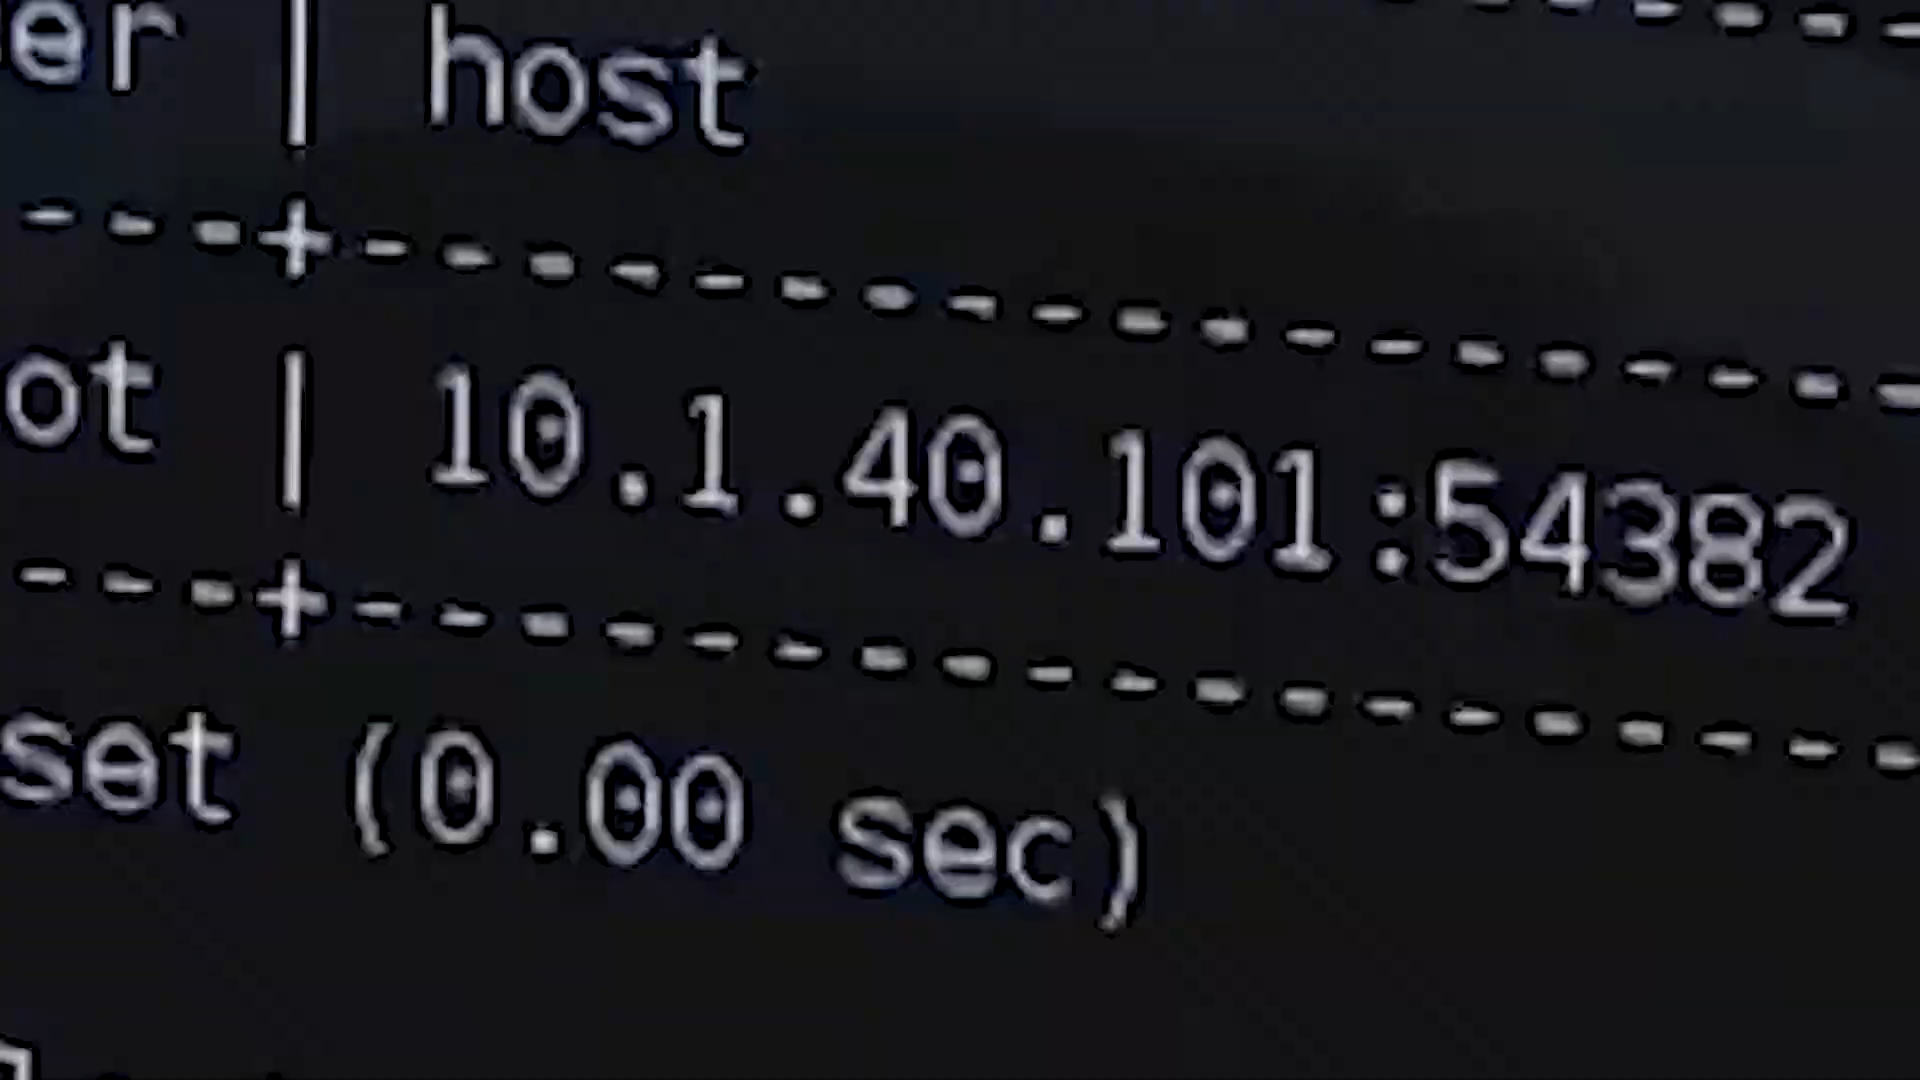 er | host
---+-------------------
ot | 10.1.40.101:54382
---+-------------------
set (0.00 sec)